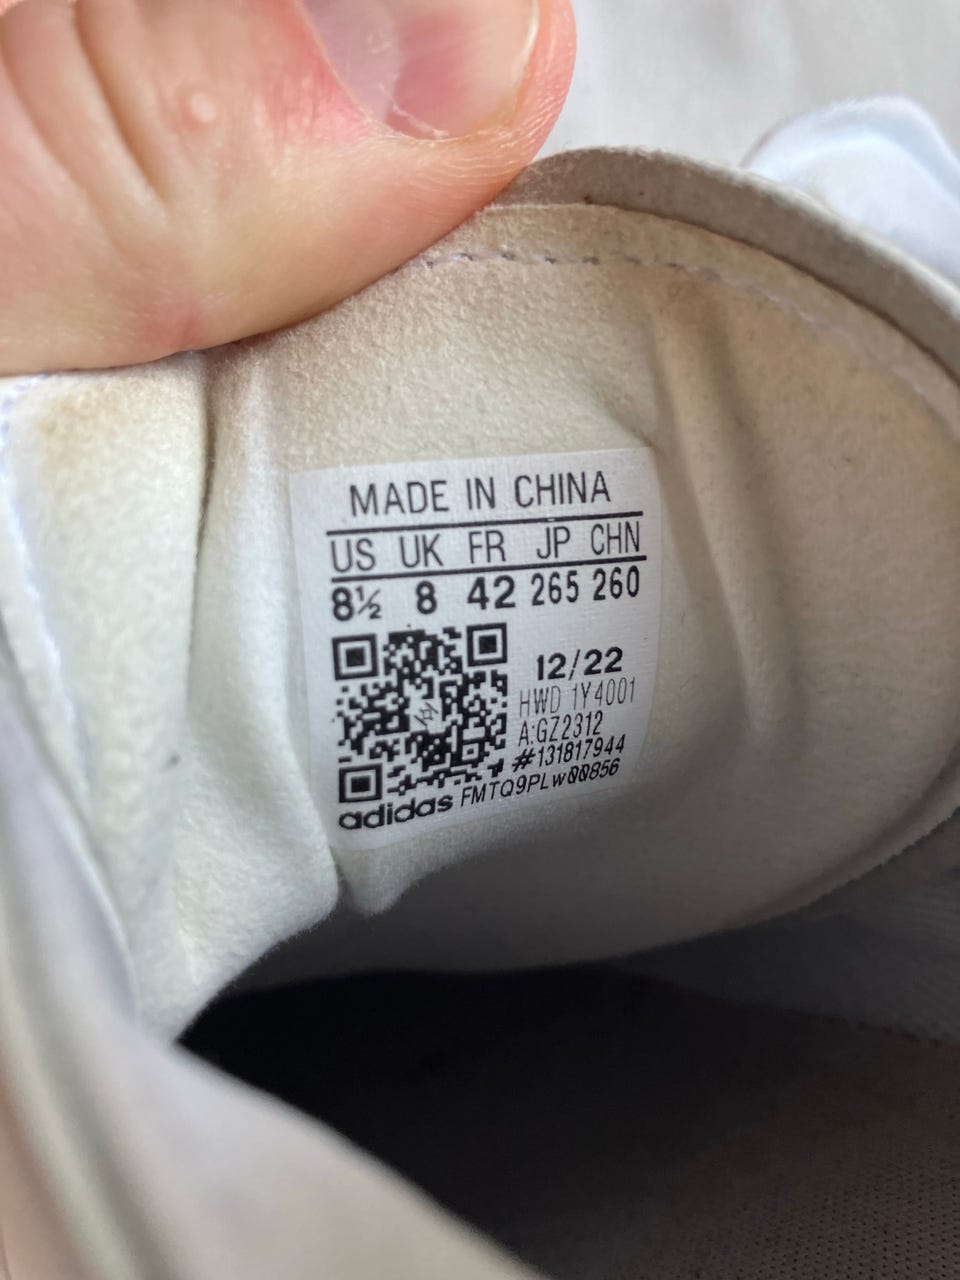 MADE IN CHINA
US UK FR JP CHN
8½ 8 42 265 260
12/22
HWD 1Y4001
A:GZ2312
#131817944
adidas FMTQ9PLw00856